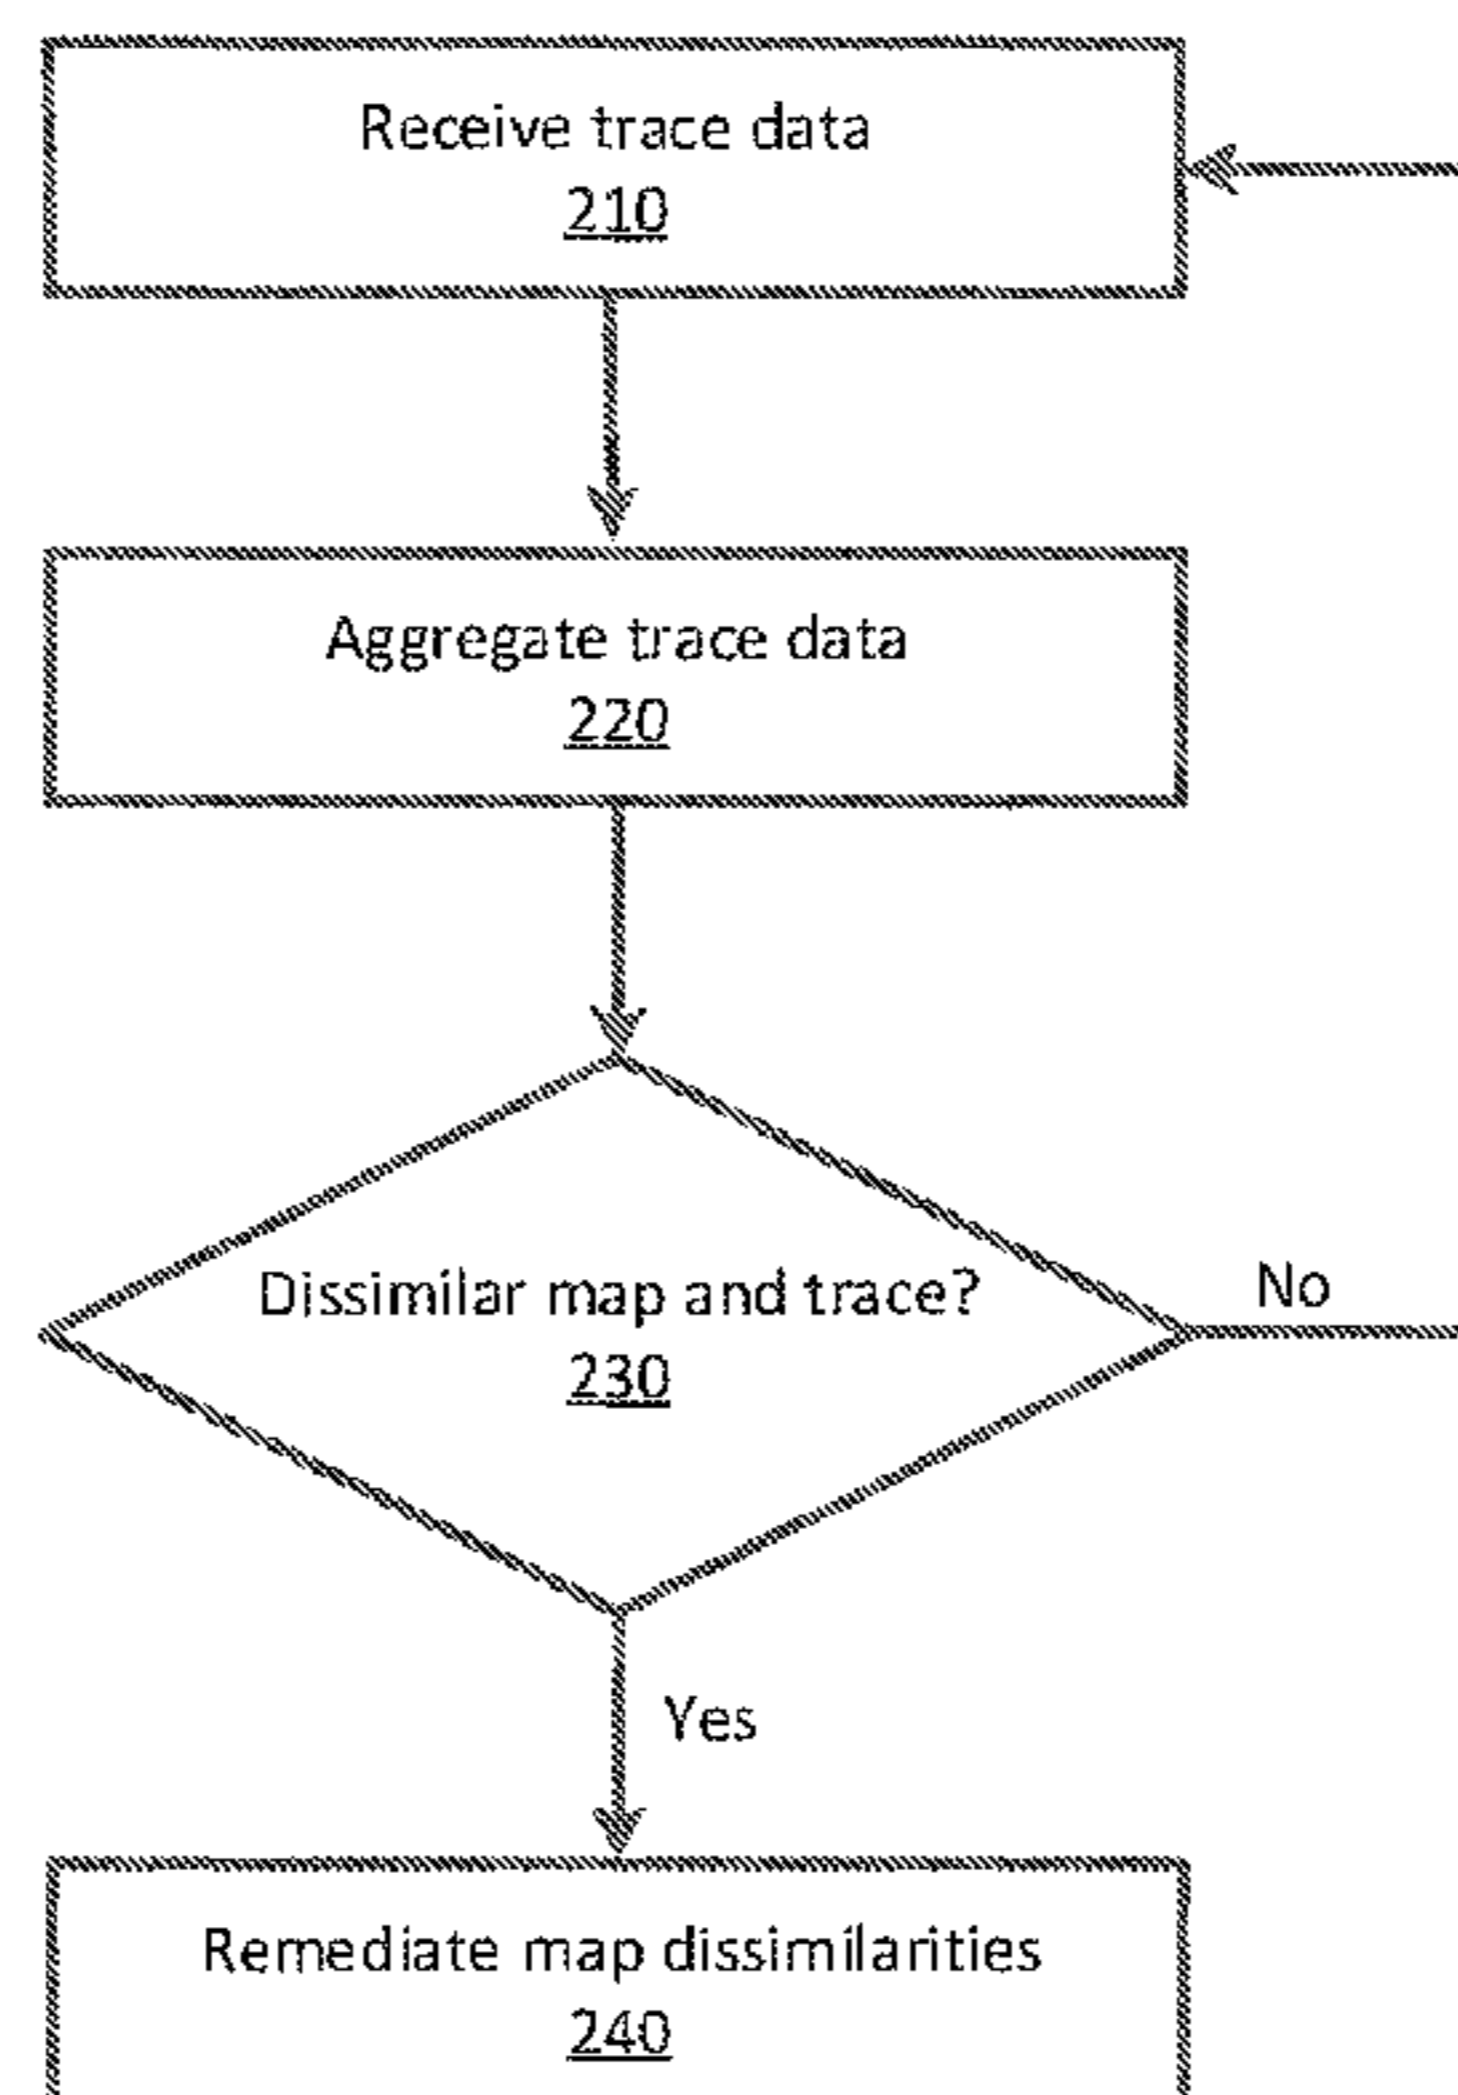 Receive trace data
210
Aggregate trace data
220
Dissimilar map and trace?
230
No
Yes
Remediate map dissimilarities
240